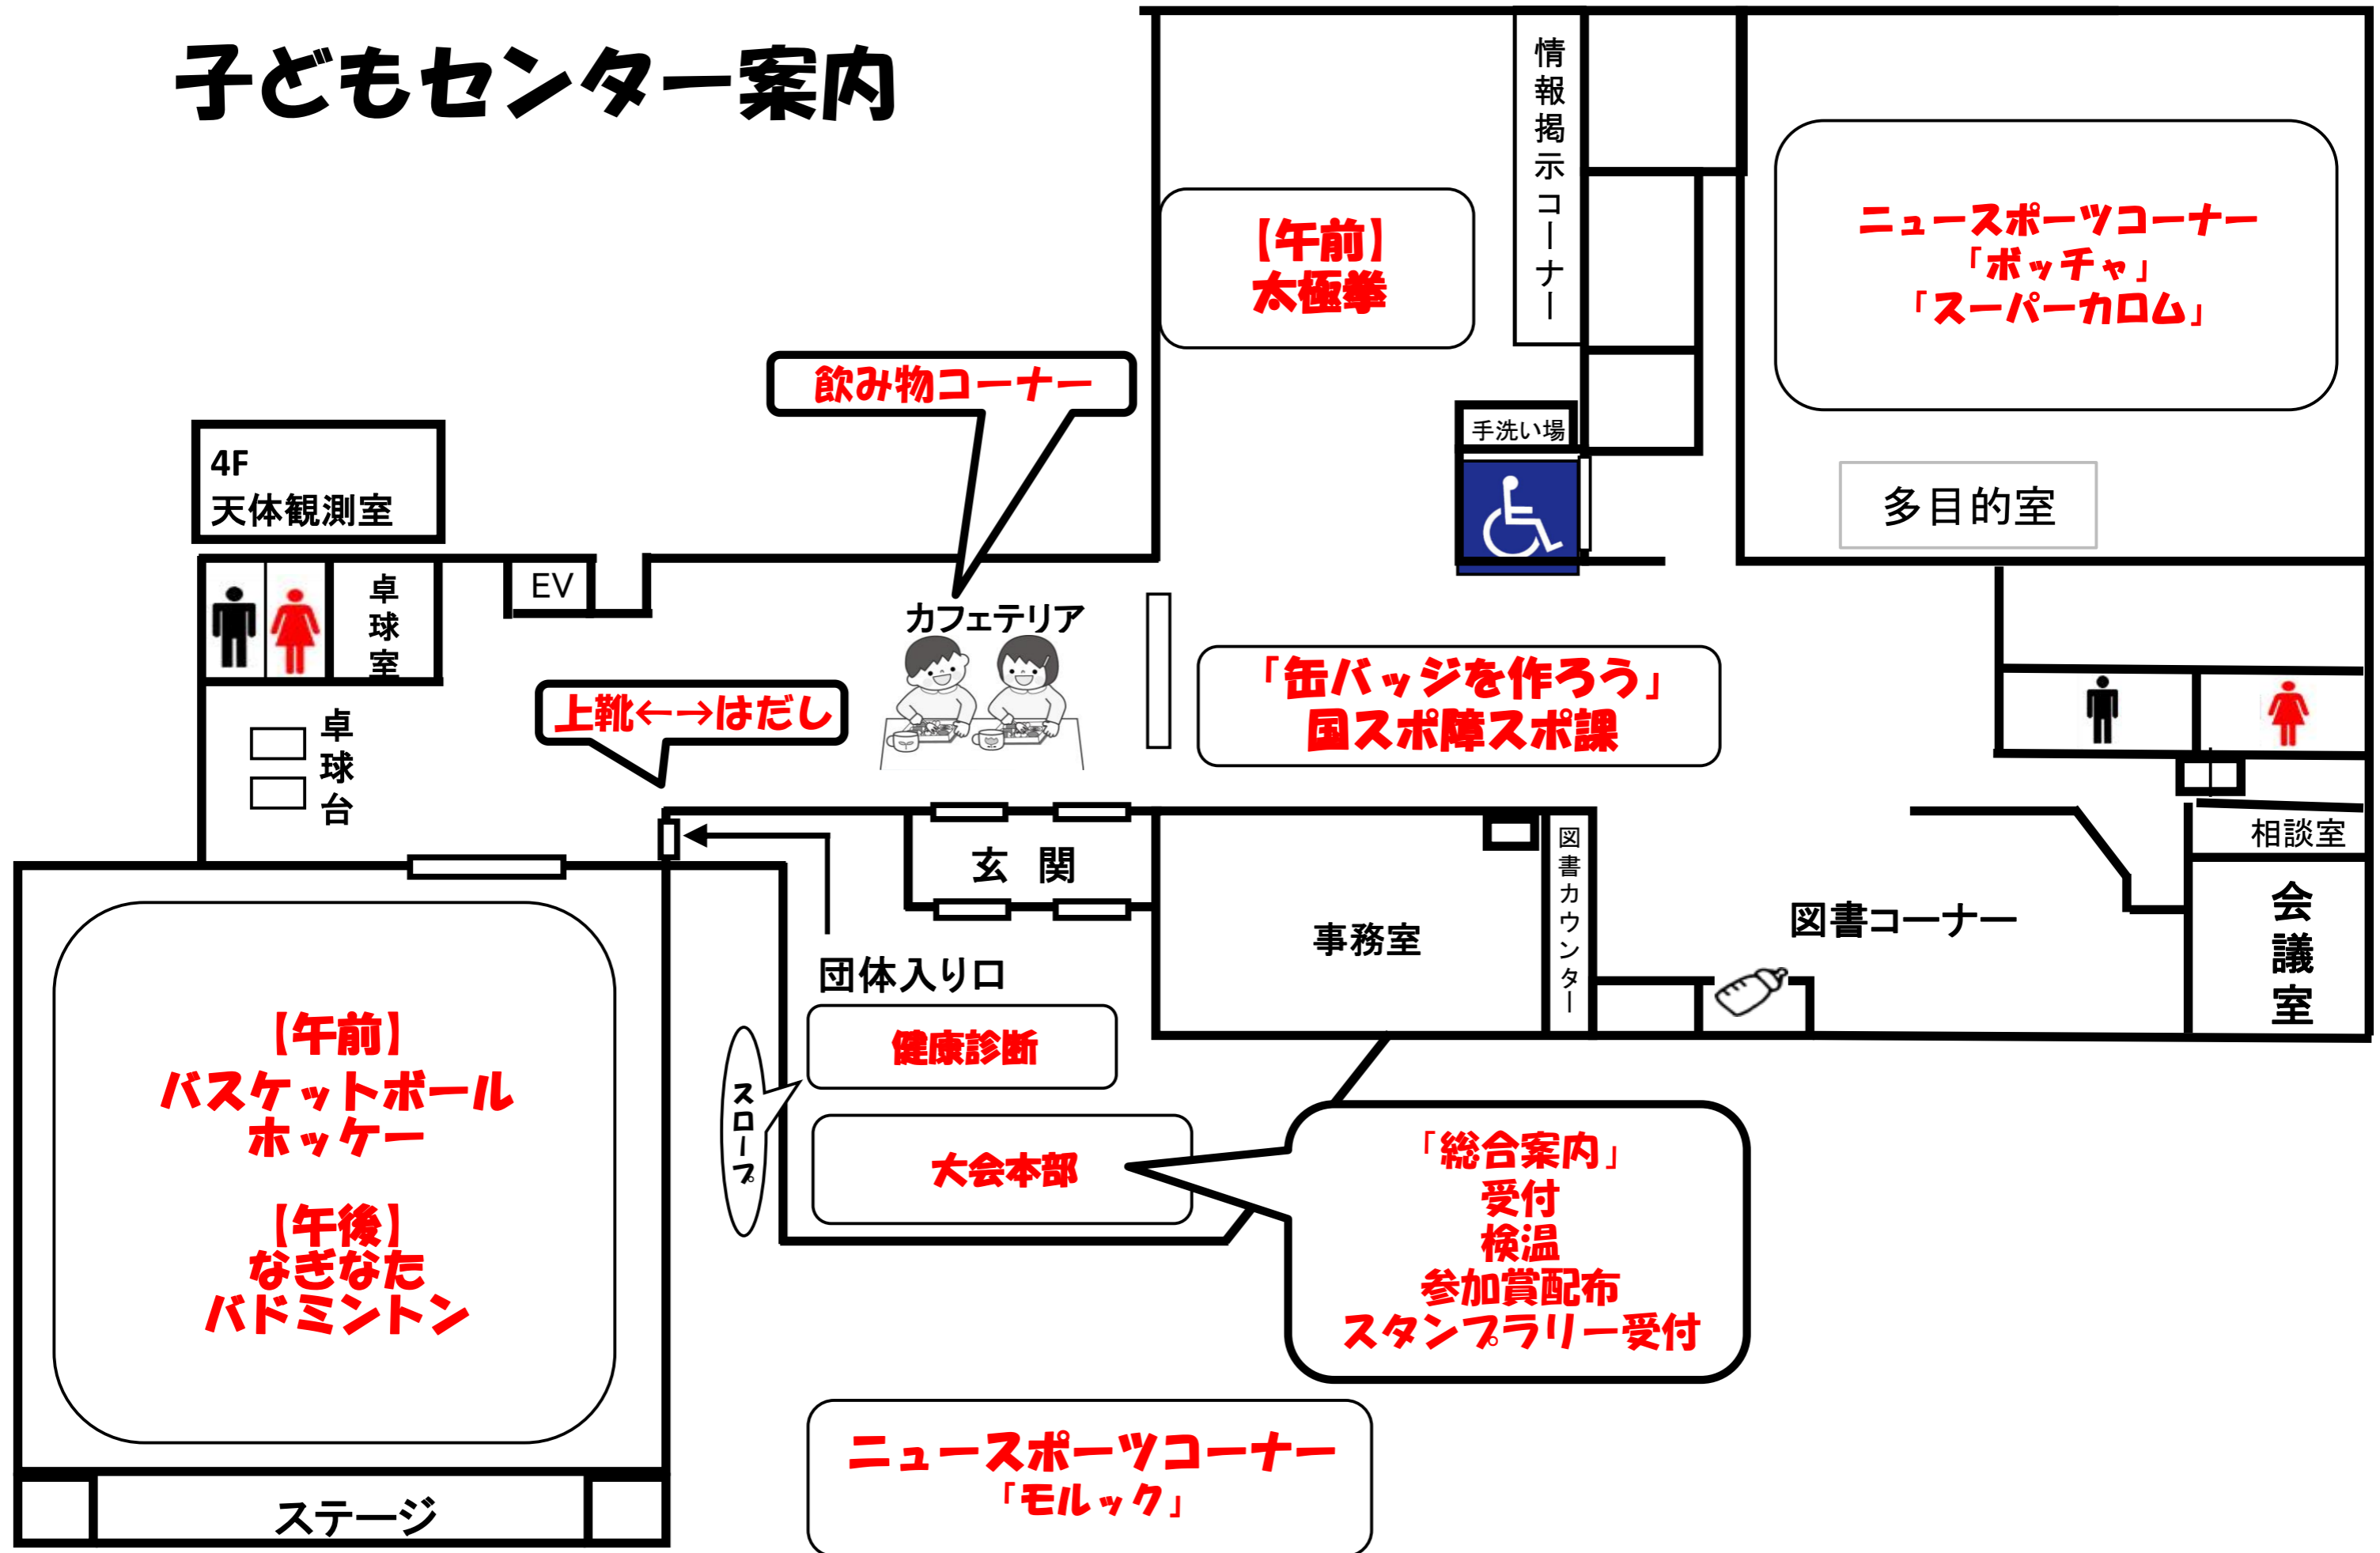 子どもセンター案内
情報掲示コーナー
【午前】
太極拳
ニュースポーツコーナー
「ボッチャ」
「スーパーカロム」
飲み物コーナー
手洗い場
4F
天体観測室
多目的室
卓球室
EV
カフェテリア
「缶バッジを作ろう」
国スポ障スポ課
上靴←→はだし
卓球台
玄 関
事務室
図書カウンター
図書コーナー
相談室
会議室
団体入り口
健康診断
スロープ
大会本部
【午前】
バスケットボール
ホッケー
【午後】
なぎなた
バドミントン
「総合案内」
受付
検温
参加賞配布
スタンプラリー受付
ニュースポーツコーナー
「モルック」
ステージ